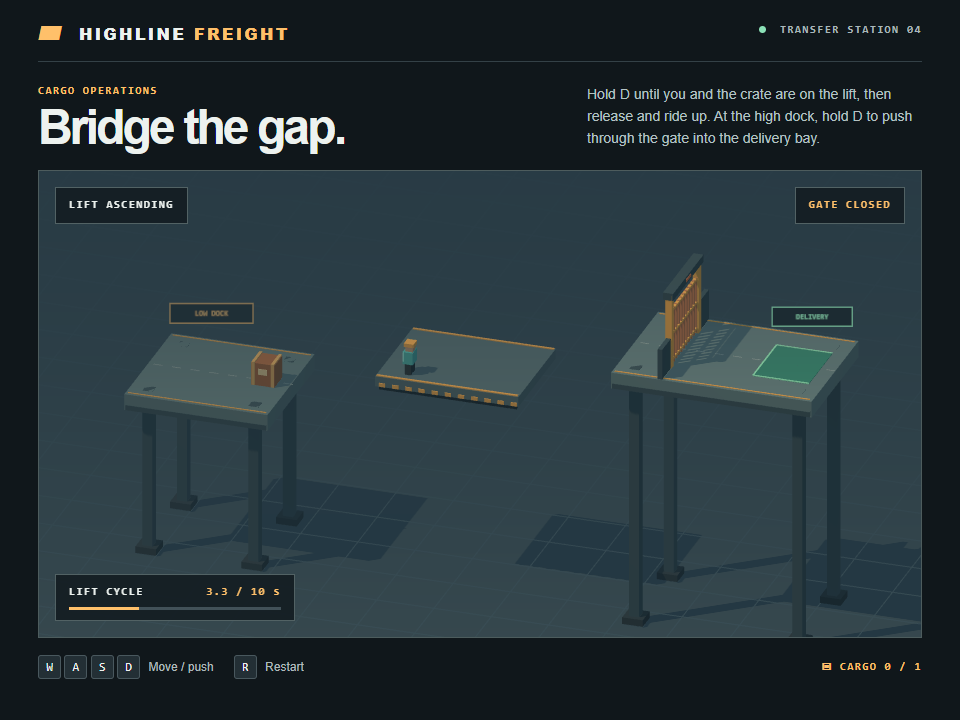 HIGHLINE FREIGHT
TRANSFER STATION 04
CARGO OPERATIONS
Bridge the gap.
Hold D until you and the crate are on the lift, then
release and ride up. At the high dock, hold D to push
through the gate into the delivery bay.
LIFT ASCENDING
GATE CLOSED
LOW DOCK
DELIVERY
LIFT CYCLE 3.3 / 10 s
W A S D Move / push R Restart
CARGO 0 / 1